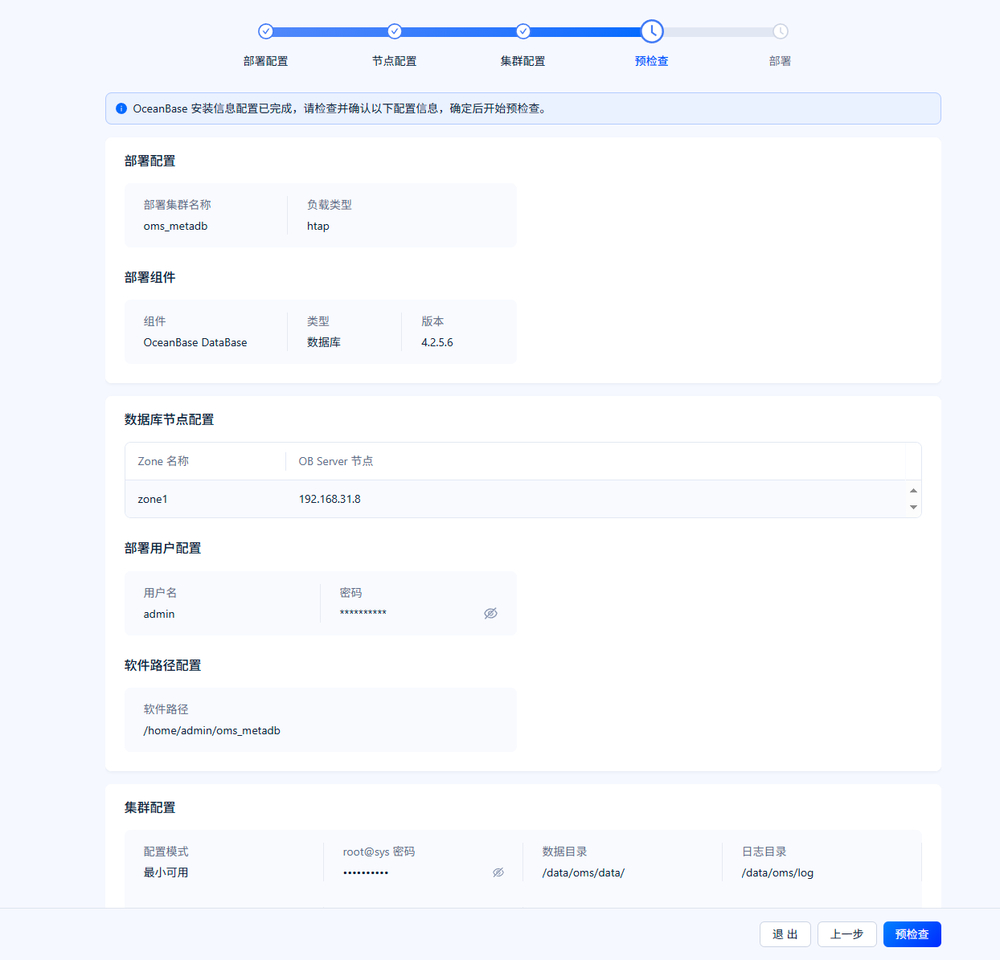 部署配置
节点配置
集群配置
预检查
部署
OceanBase 安装信息配置已完成，请检查并确认以下配置信息，确定后开始预检查。
部署配置
部署集群名称 负载类型
oms_metadb htap
部署组件
组件 类型 版本
OceanBase DataBase 数据库 4.2.5.6
数据库节点配置
Zone 名称 OB Server 节点
zone1 192.168.31.8
部署用户配置
用户名 密码
admin **********
软件路径配置
软件路径
/home/admin/oms_metadb
集群配置
配置模式 root@sys 密码 数据目录 日志目录
最小可用 •••••••••• /data/oms/data/ /data/oms/log
退 出 上一步 预检查